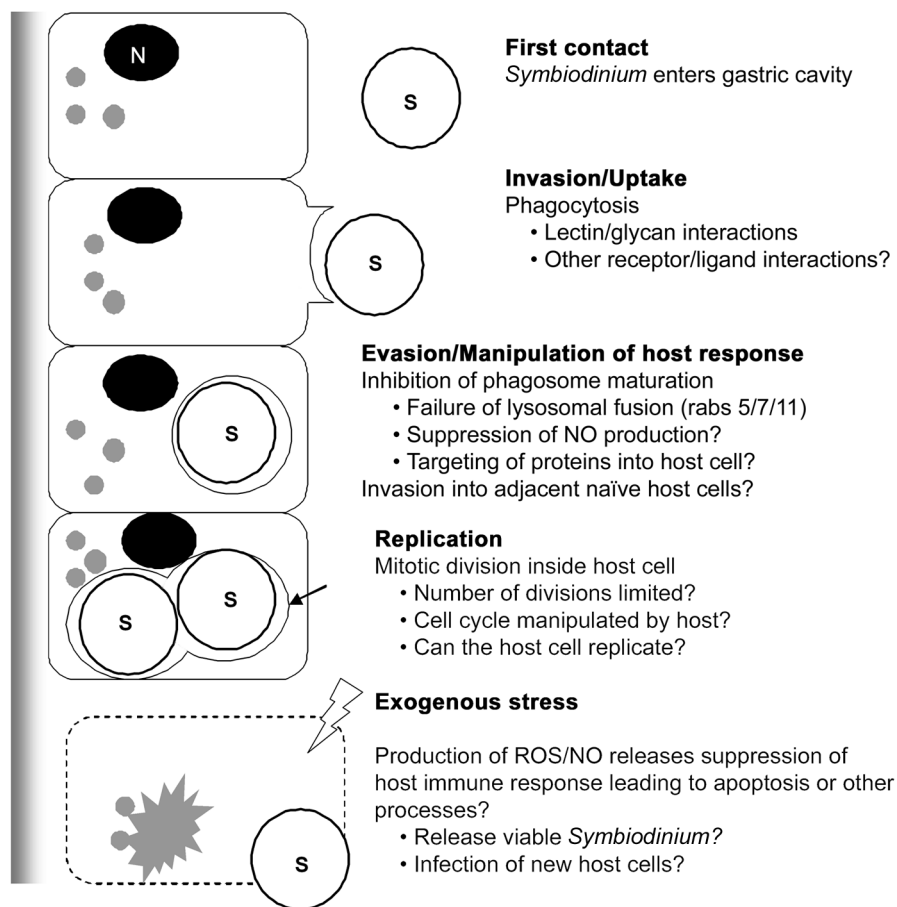 N
S
First contact
Symbiodinium enters gastric cavity
S
Invasion/Uptake
Phagocytosis
• Lectin/glycan interactions
• Other receptor/ligand interactions?
S
Evasion/Manipulation of host response
Inhibition of phagosome maturation
• Failure of lysosomal fusion (rabs 5/7/11)
• Suppression of NO production?
• Targeting of proteins into host cell?
Invasion into adjacent naïve host cells?
S
S
Replication
Mitotic division inside host cell
• Number of divisions limited?
• Cell cycle manipulated by host?
• Can the host cell replicate?
S
Exogenous stress
Production of ROS/NO releases suppression of
host immune response leading to apoptosis or other
processes?
• Release viable Symbiodinium?
• Infection of new host cells?